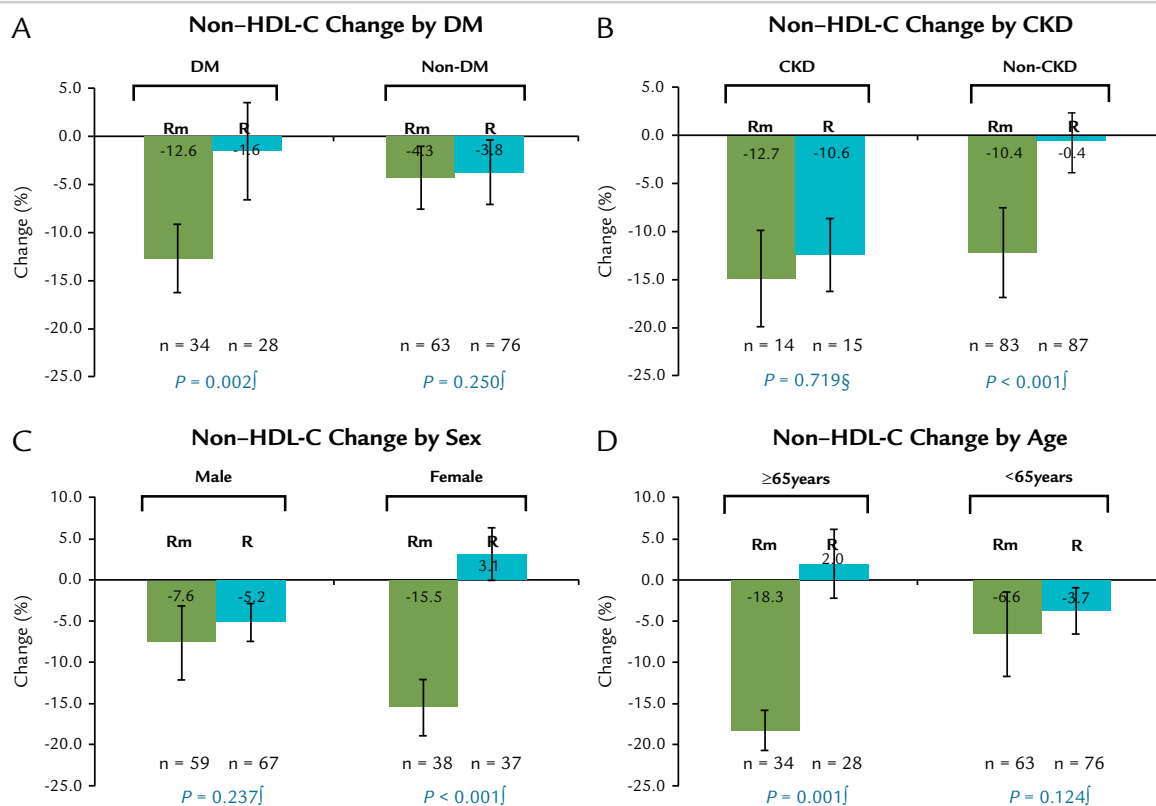 A
Non–HDL-C Change by DM
DM
Non-DM
5.0
0.0
-5.0
-10.0
-15.0
-20.0
-25.0
Change (%)
Rm R Rm R
-12.6 -1.6 -4.3 -3.8
n = 34 n = 28 n = 63 n = 76
P = 0.002∫ P = 0.250∫
B
Non–HDL-C Change by CKD
CKD
Non-CKD
5.0
0.0
-5.0
-10.0
-15.0
-20.0
-25.0
Change (%)
Rm R Rm R
-12.7 -10.6 -10.4 -0.4
n = 14 n = 15 n = 83 n = 87
P = 0.719§ P < 0.001∫
C
Non–HDL-C Change by Sex
Male
Female
10.0
5.0
0.0
-5.0
-10.0
-15.0
-20.0
-25.0
Change (%)
Rm R Rm R
-7.6 -5.2 -15.5 3.1
n = 59 n = 67 n = 38 n = 37
P = 0.237∫ P < 0.001∫
D
Non–HDL-C Change by Age
≥65years
<65years
10.0
5.0
0.0
-5.0
-10.0
-15.0
-20.0
-25.0
Change (%)
Rm R Rm R
-18.3 2.0 -6.6 -3.7
n = 34 n = 28 n = 63 n = 76
P = 0.001∫ P = 0.124∫